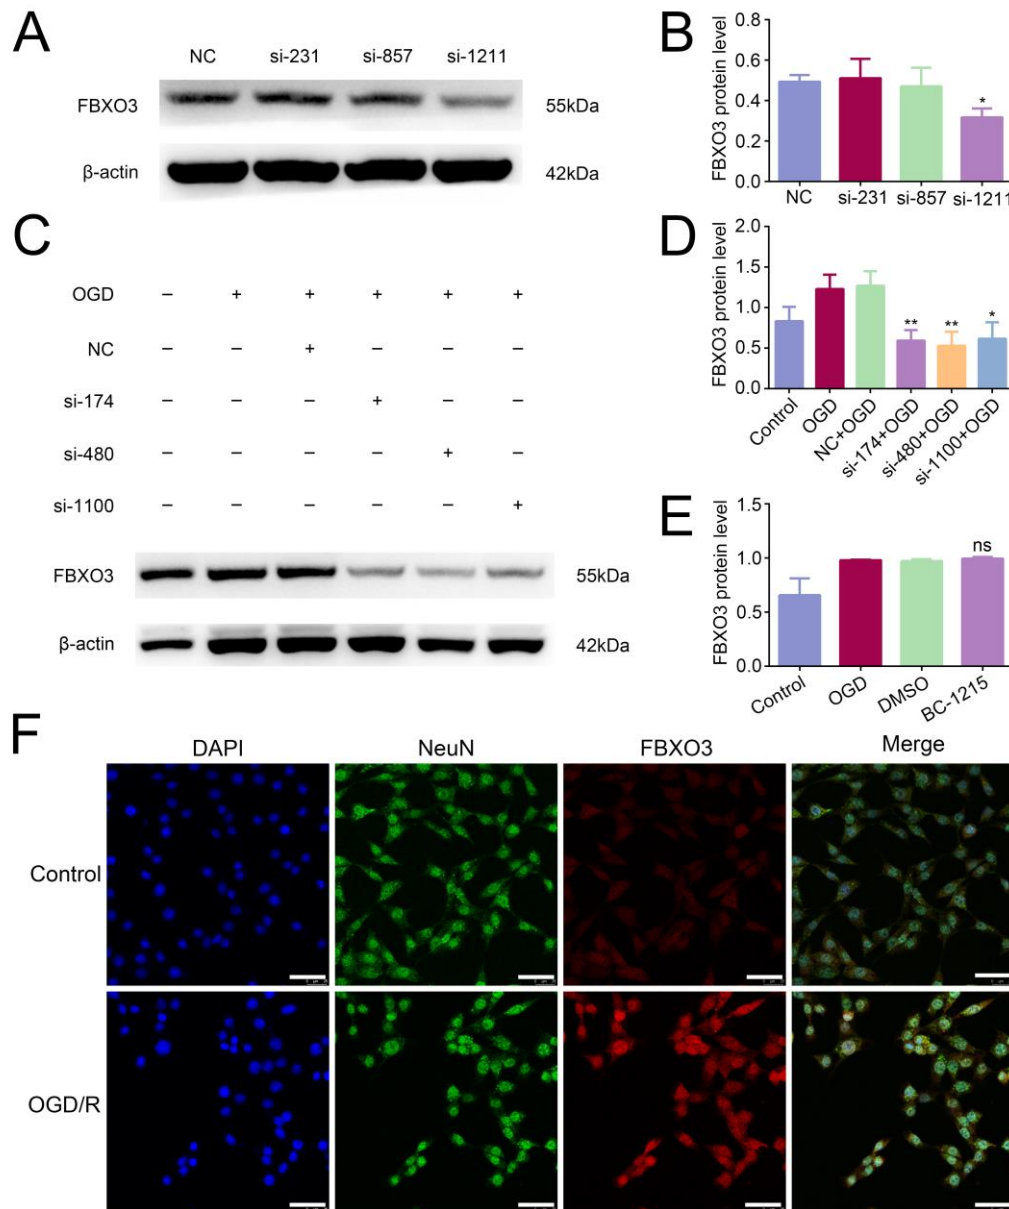 A
NC si-231 si-857 si-1211
FBXO3 55kDa
β-actin 42kDa
B
FBXO3 protein level
0.8
0.6
0.4
0.2
0.0
*
NC si-231 si-857 si-1211
C
OGD − + + + + +
NC − − + − − −
si-174 − − − + − −
si-480 − − − − + −
si-1100 − − − − − +
FBXO3 55kDa
β-actin 42kDa
D
FBXO3 protein level
2.0
1.5
1.0
0.5
0.0
** ** *
Control OGD NC+OGD si-174+OGD si-480+OGD si-1100+OGD
E
FBXO3 protein level
1.5
1.0
0.5
0.0
ns
Control OGD DMSO BC-1215
F
DAPI NeuN FBXO3 Merge
Control
OGD/R